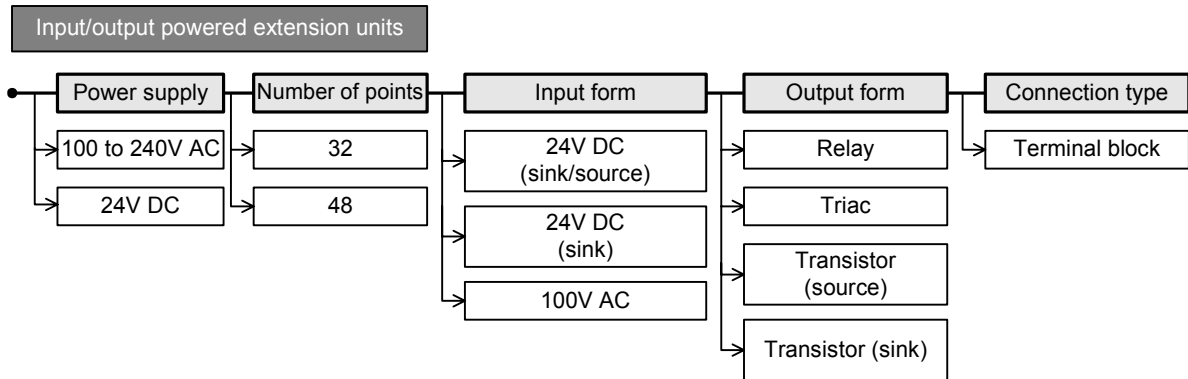 Input/output powered extension units
Power supply
Number of points
Input form
Output form
Connection type
100 to 240V AC
24V DC
32
48
24V DC
(sink/source)
24V DC
(sink)
100V AC
Relay
Triac
Transistor
(source)
Transistor (sink)
Terminal block